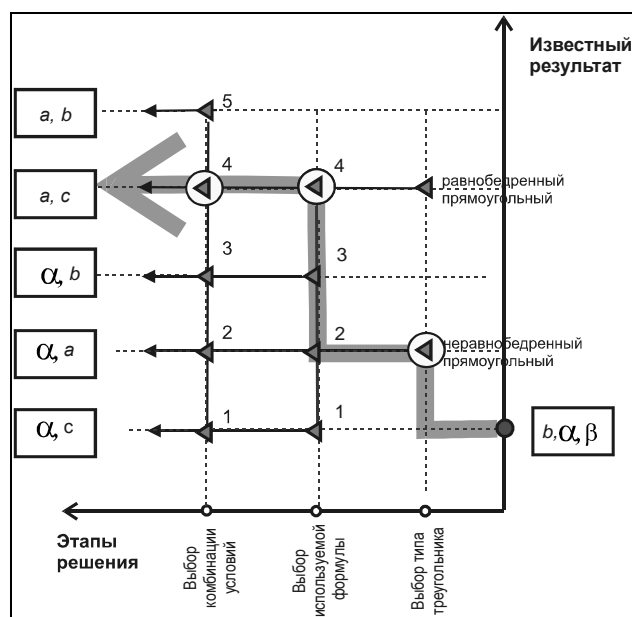 Известный
результат
a, b
5
a, c
4
4
равнобедренный
прямоугольный
α, b
3
3
α, a
2
2
неравнобедренный
прямоугольный
α, c
1
1
b, α, β
Этапы
решения
Выбор
комбинации
условий
Выбор
используемой
формулы
Выбор типа
треугольника